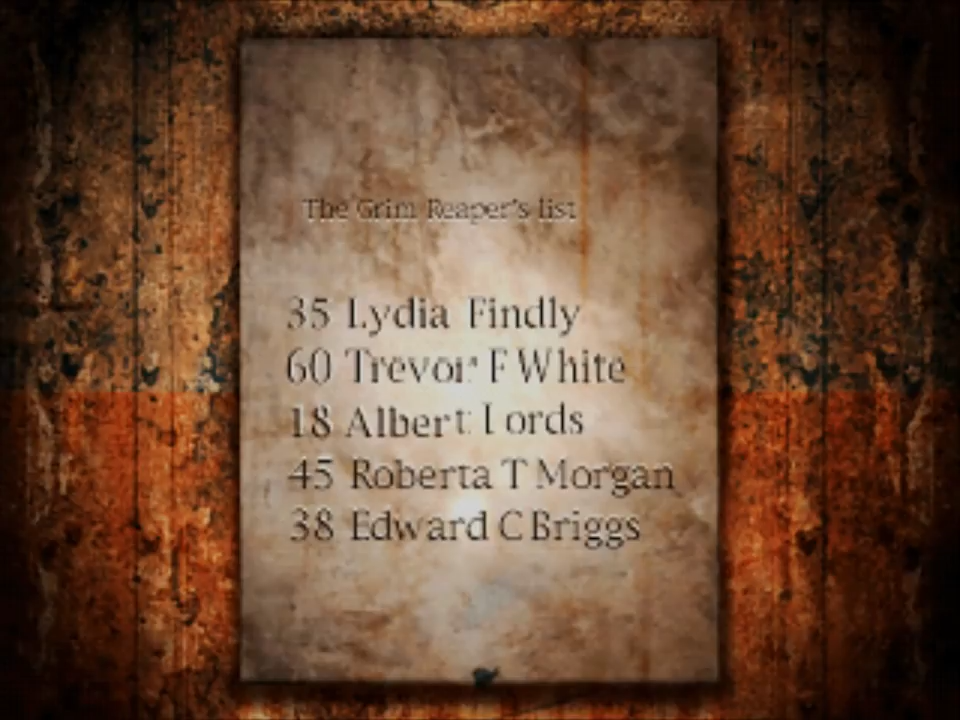 The Grim Reaper's list
35 Lydia Findly
60 Trevor F White
18 Albert Lords
45 Roberta T Morgan
38 Edward C Briggs